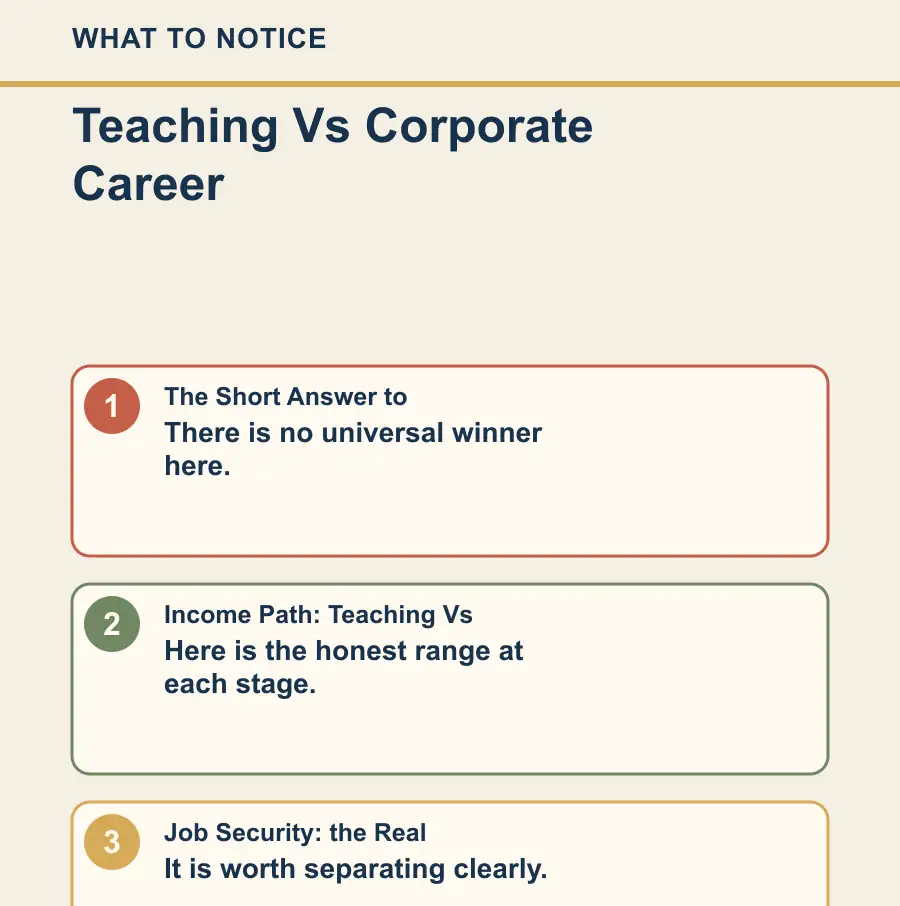 WHAT TO NOTICE
Teaching Vs Corporate
Career
1
The Short Answer to
There is no universal winner
here.
2
Income Path: Teaching Vs
Here is the honest range at
each stage.
3
Job Security: the Real
It is worth separating clearly.